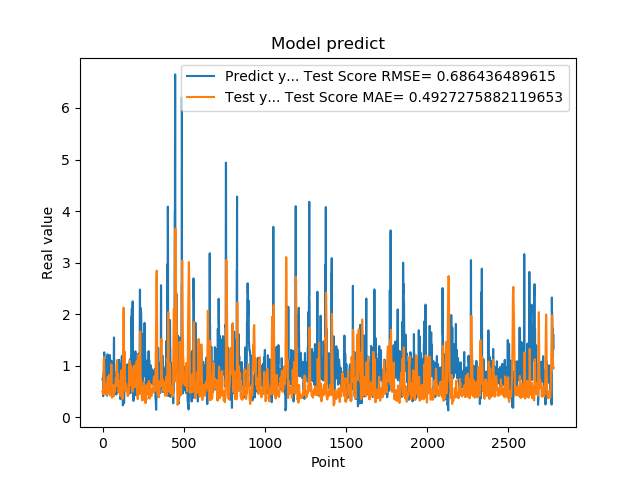 Model predict
Predict y... Test Score RMSE= 0.686436489615
Test y... Test Score MAE= 0.4927275882119653
6
5
4
3
2
1
0
Real value
0 500 1000 1500 2000 2500
Point